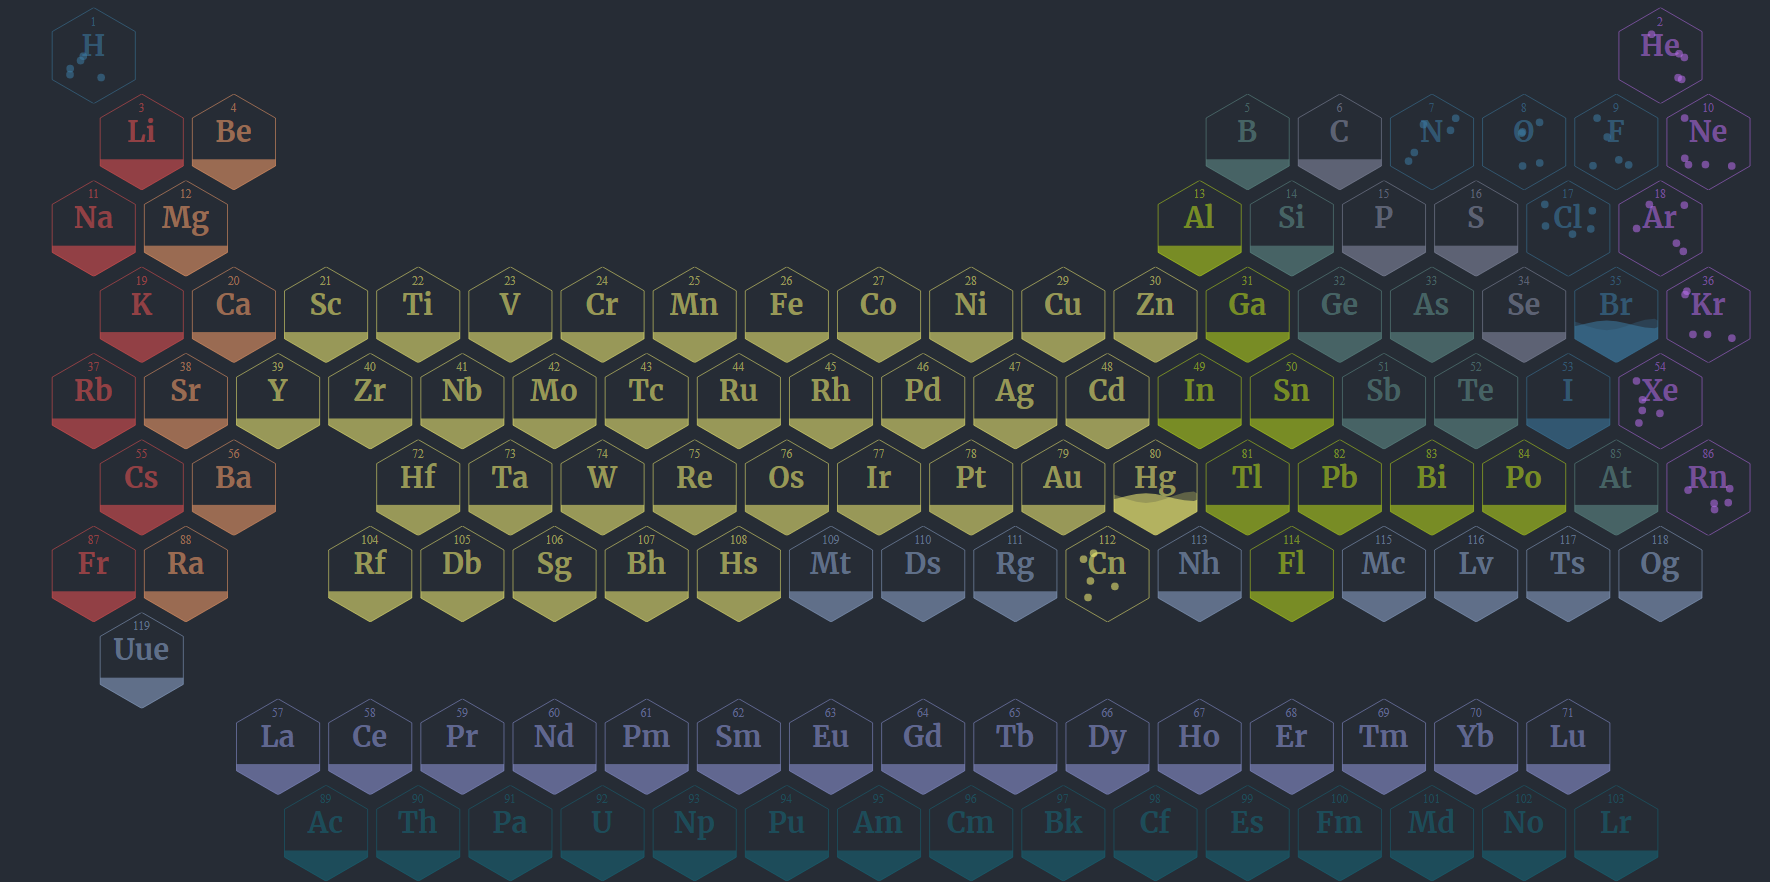 1 2
H He
3 4 5 6 7 8 9 10
Li Be B C N O F Ne
11 12 13 14 15 16 17 18
Na Mg Al Si P S Cl Ar
19 20 21 22 23 24 25 26 27 28 29 30 31 32 33 34 35 36
K Ca Sc Ti V Cr Mn Fe Co Ni Cu Zn Ga Ge As Se Br Kr
37 38 39 40 41 42 43 44 45 46 47 48 49 50 51 52 53 54
Rb Sr Y Zr Nb Mo Tc Ru Rh Pd Ag Cd In Sn Sb Te I Xe
55 56 72 73 74 75 76 77 78 79 80 81 82 83 84 85 86
Cs Ba Hf Ta W Re Os Ir Pt Au Hg Tl Pb Bi Po At Rn
87 88 104 105 106 107 108 109 110 111 112 113 114 115 116 117 118
Fr Ra Rf Db Sg Bh Hs Mt Ds Rg Cn Nh Fl Mc Lv Ts Og
119
Uue
57 58 59 60 61 62 63 64 65 66 67 68 69 70 71
La Ce Pr Nd Pm Sm Eu Gd Tb Dy Ho Er Tm Yb Lu
89 90 91 92 93 94 95 96 97 98 99 100 101 102 103
Ac Th Pa U Np Pu Am Cm Bk Cf Es Fm Md No Lr